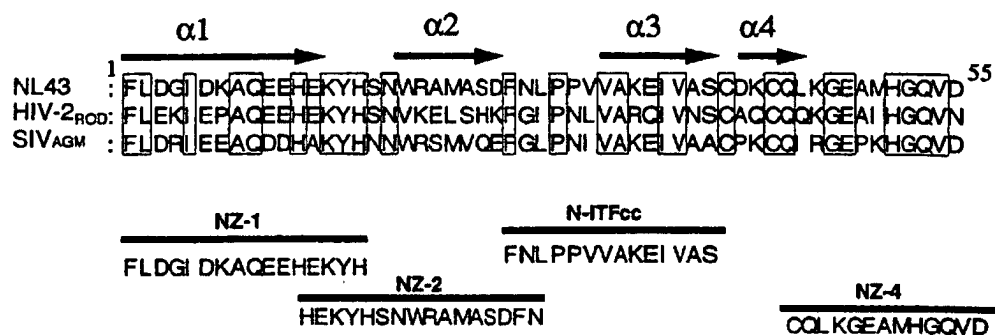 α1 α2 α3 α4
1 55
NL43 : FLDGIDKAQEEHEKYHSNWRAMASDFNLPPVVAKEIVASCDKCQLKGEAMHGQVD
HIV-2ROD: FLEKIEPAQEEHEKYHNNVKELSHKFGIPNLVARQIVNSCAQCQQKGEAIHGQVN
SIVAGM : FLDRIEEAQDDHAKYHNNWRSMVQEFGLPNIVAKEIVAACPKCQIRGEPKHGQVD
NZ-1 N-ITFcc
FLDGIDKAQEEHEKYH FNLPPVVAKEIVAS
NZ-2 NZ-4
HEKYHSNWRAMASDFN CQLKGEAMHGQVD